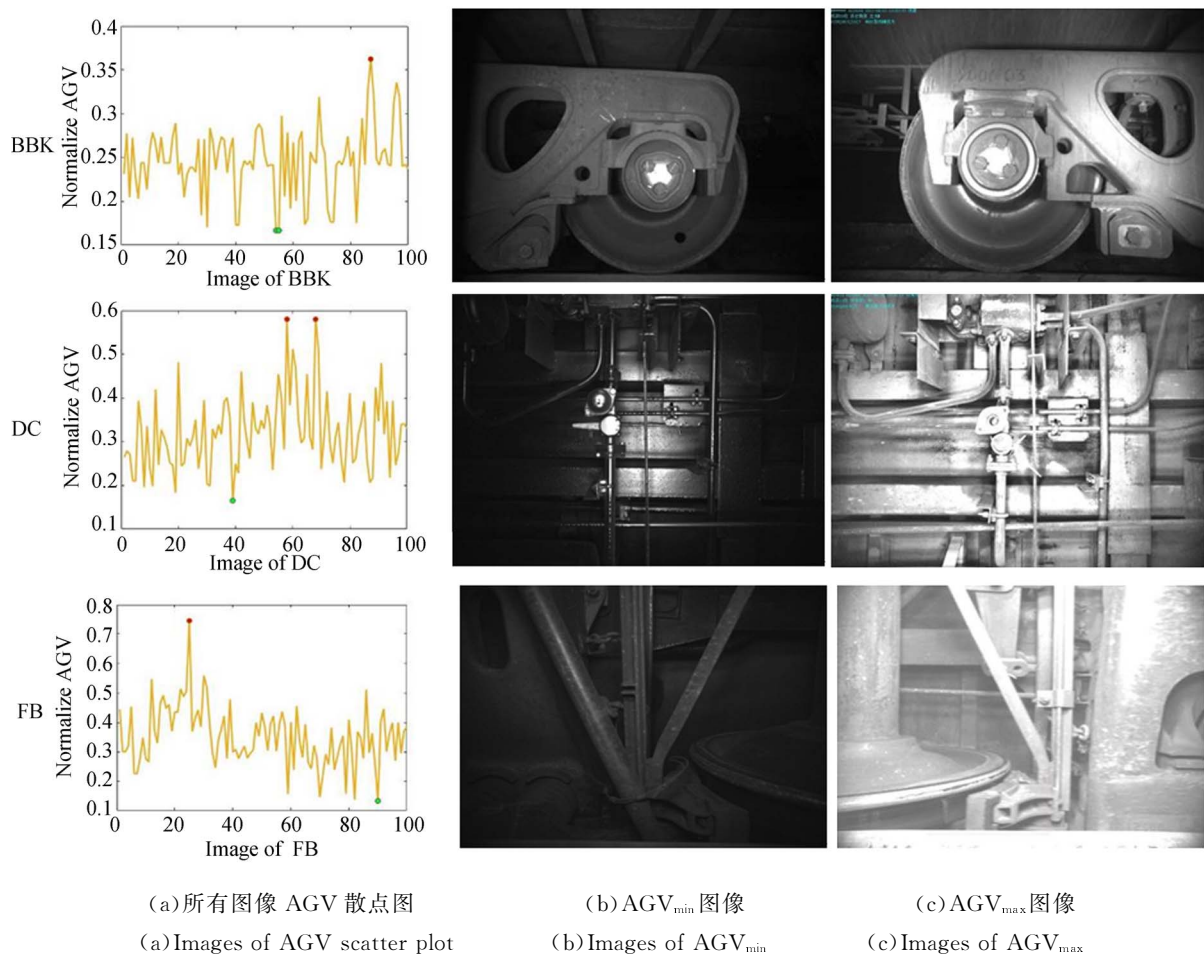 BBK
Normalize AGV
0.4
0.35
0.3
0.25
0.2
0.15
0 20 40 60 80 100
Image of BBK
DC
Normalize AGV
0.6
0.5
0.4
0.3
0.2
0.1
0 20 40 60 80 100
Image of DC
FB
Normalize AGV
0.8
0.7
0.6
0.5
0.4
0.3
0.2
0.1
0 20 40 60 80 100
Image of FB
(a)所有图像 AGV 散点图
(b)AGVmin图像
(c)AGVmax图像
(a)Images of AGV scatter plot
(b)Images of AGVmin
(c)Images of AGVmax